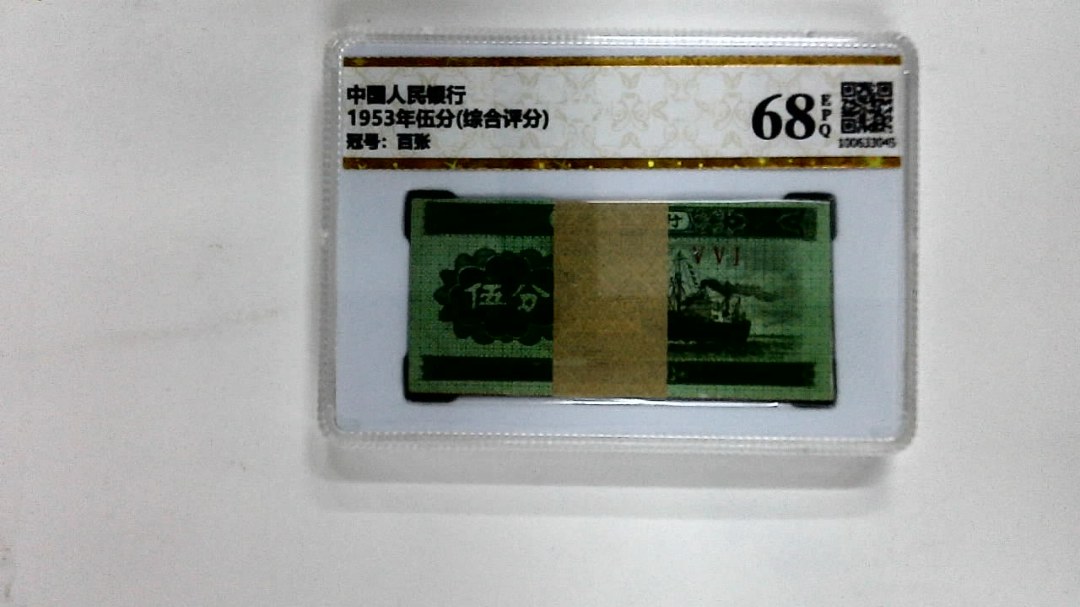 中国人民银行
1953年伍分(综合评分)
冠号：百张
68
EPQ
100633045
伍分
VVI